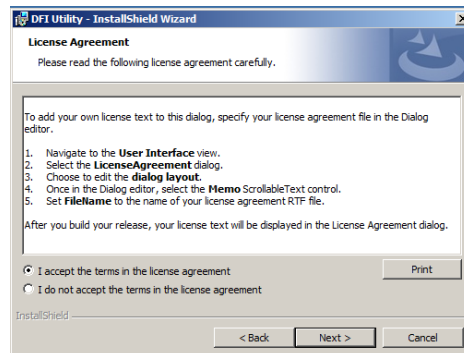 DFI Utility - InstallShield Wizard
License Agreement
Please read the following license agreement carefully.
To add your own license text to this dialog, specify your license agreement file in the Dialog
editor.
1. Navigate to the User Interface view.
2. Select the LicenseAgreement dialog.
3. Choose to edit the dialog layout.
4. Once in the Dialog editor, select the Memo ScrollableText control.
5. Set FileName to the name of your license agreement RTF file.
After you build your release, your license text will be displayed in the License Agreement dialog.
I accept the terms in the license agreement
Print
I do not accept the terms in the license agreement
InstallShield
< Back
Next >
Cancel